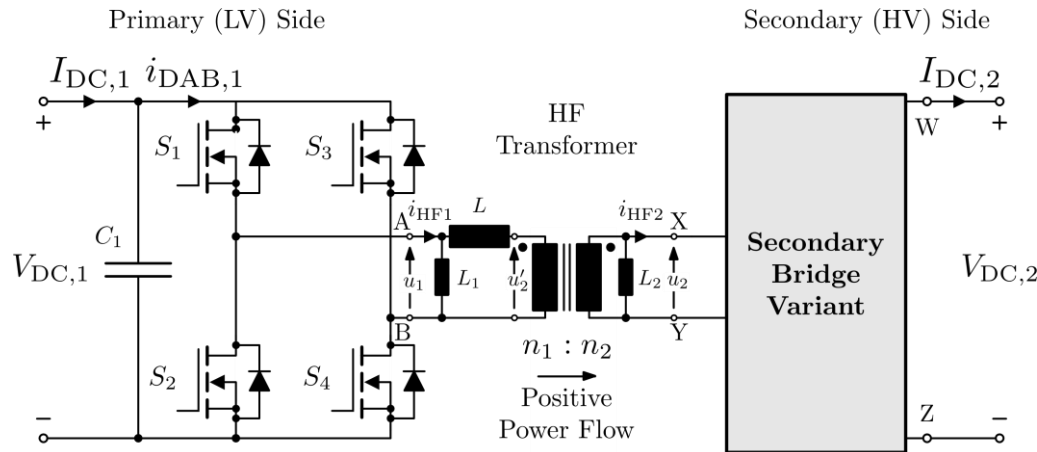 Primary (LV) Side
Secondary (HV) Side
I_DC,1
i_DAB,1
I_DC,2
+
W
+
HF
Transformer
S_1
S_3
A
i_HF1
L
i_HF2
X
C_1
V_DC,1
u_1
L_1
u'_2
L_2
u_2
Secondary
Bridge
Variant
V_DC,2
B
Y
n_1 : n_2
S_2
S_4
Positive
Power Flow
−
Z
−